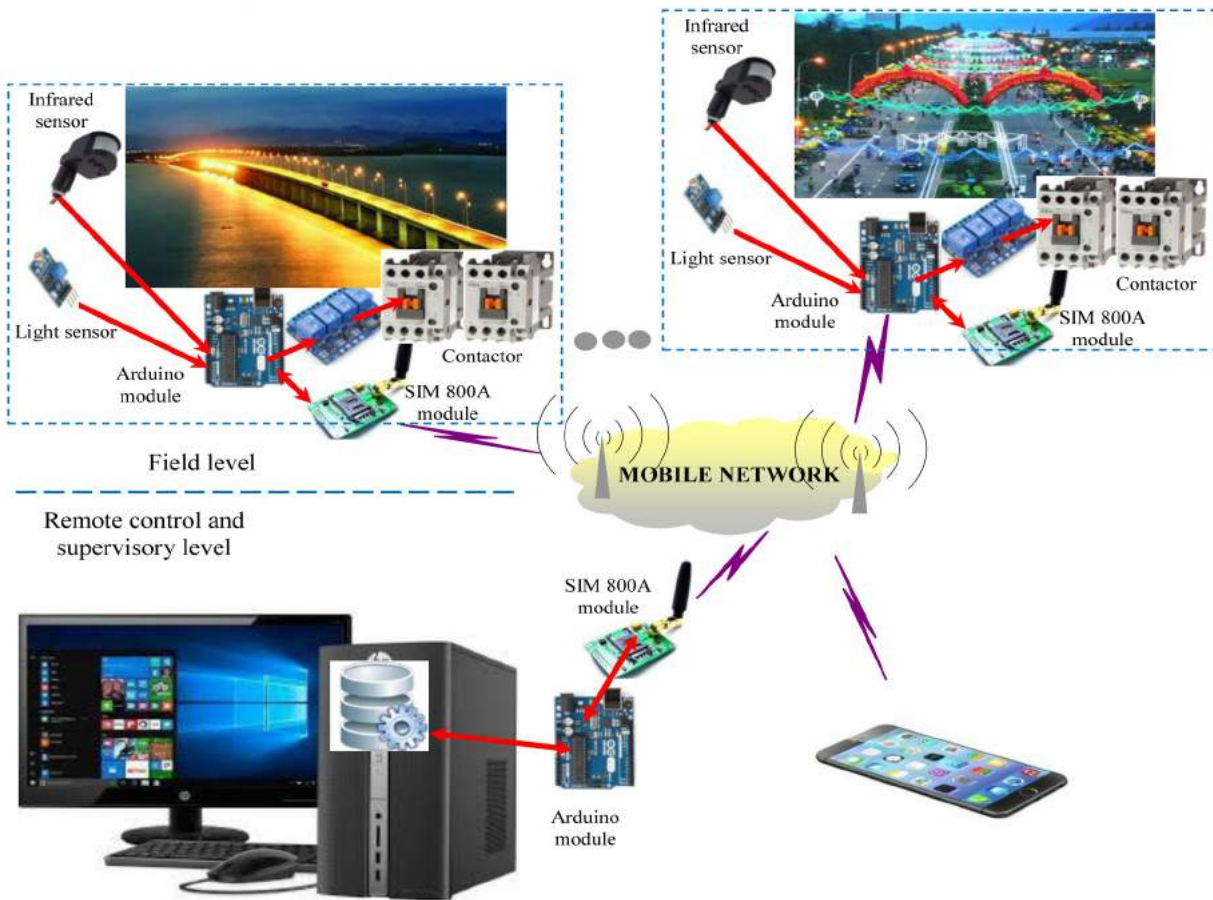 Infrared
sensor
Light sensor
Arduino
module
Contactor
SIM 800A
module
Field level
Infrared
sensor
Light sensor
Arduino
module
Contactor
SIM 800A
module
MOBILE NETWORK
Remote control and
supervisory level
SIM 800A
module
Arduino
module